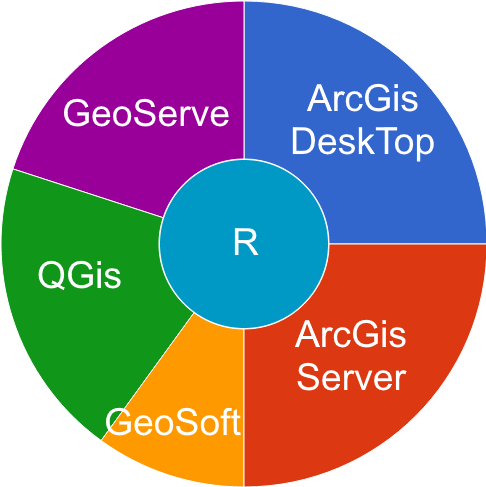 GeoServe
ArcGis
DeskTop
R
QGis
ArcGis
Server
GeoSoft